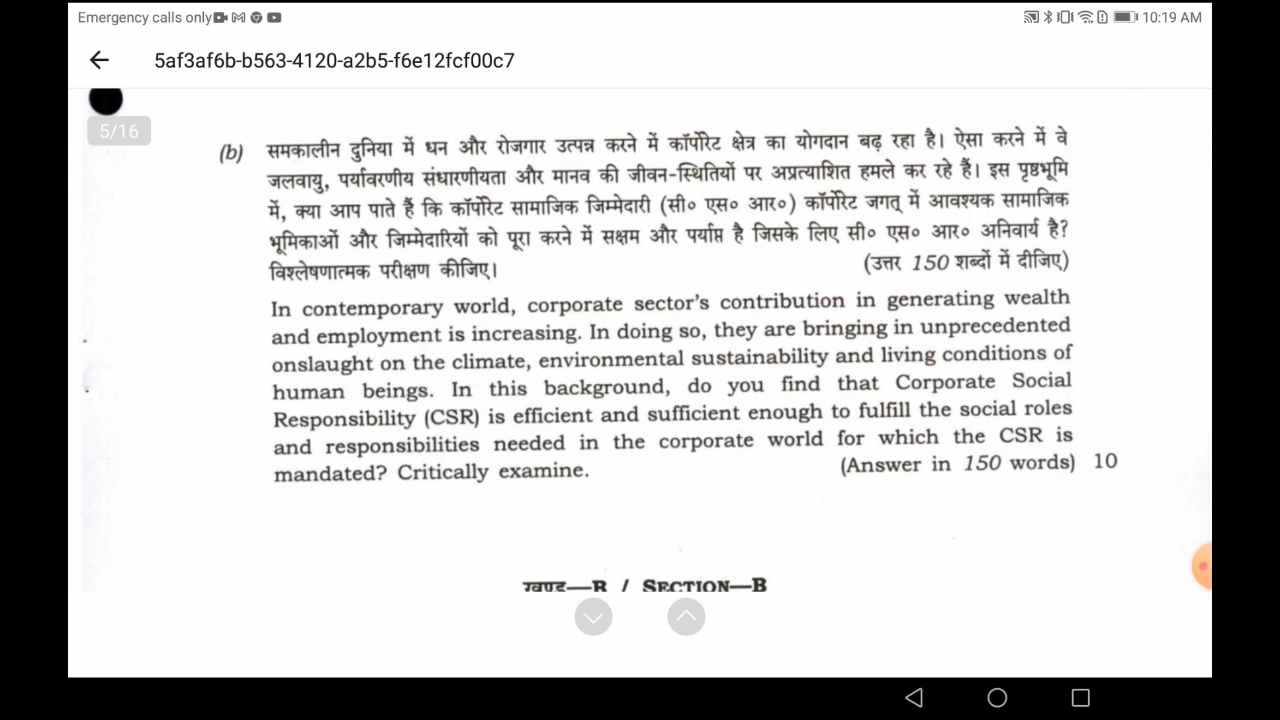 Emergency calls only
10:19 AM
5af3af6b-b563-4120-a2b5-f6e12fcf00c7
5/16
(b) समकालीन दुनिया में धन और रोजगार उत्पन्न करने में कॉर्पोरेट क्षेत्र का योगदान बढ़ रहा है। ऐसा करने में वे
जलवायु, पर्यावरणीय संधारणीयता और मानव की जीवन-स्थितियों पर अप्रत्याशित हमले कर रहे हैं। इस पृष्ठभूमि
में, क्या आप पाते हैं कि कॉर्पोरेट सामाजिक जिम्मेदारी (सी० एस० आर०) कॉर्पोरेट जगत् में आवश्यक सामाजिक
भूमिकाओं और जिम्मेदारियों को पूरा करने में सक्षम और पर्याप्त है जिसके लिए सी० एस० आर० अनिवार्य है?
विश्लेषणात्मक परीक्षण कीजिए। (उत्तर 150 शब्दों में दीजिए)
In contemporary world, corporate sector's contribution in generating wealth
and employment is increasing. In doing so, they are bringing in unprecedented
onslaught on the climate, environmental sustainability and living conditions of
human beings. In this background, do you find that Corporate Social
Responsibility (CSR) is efficient and sufficient enough to fulfill the social roles
and responsibilities needed in the corporate world for which the CSR is
mandated? Critically examine. (Answer in 150 words) 10
खण्ड—B / SECTION—B